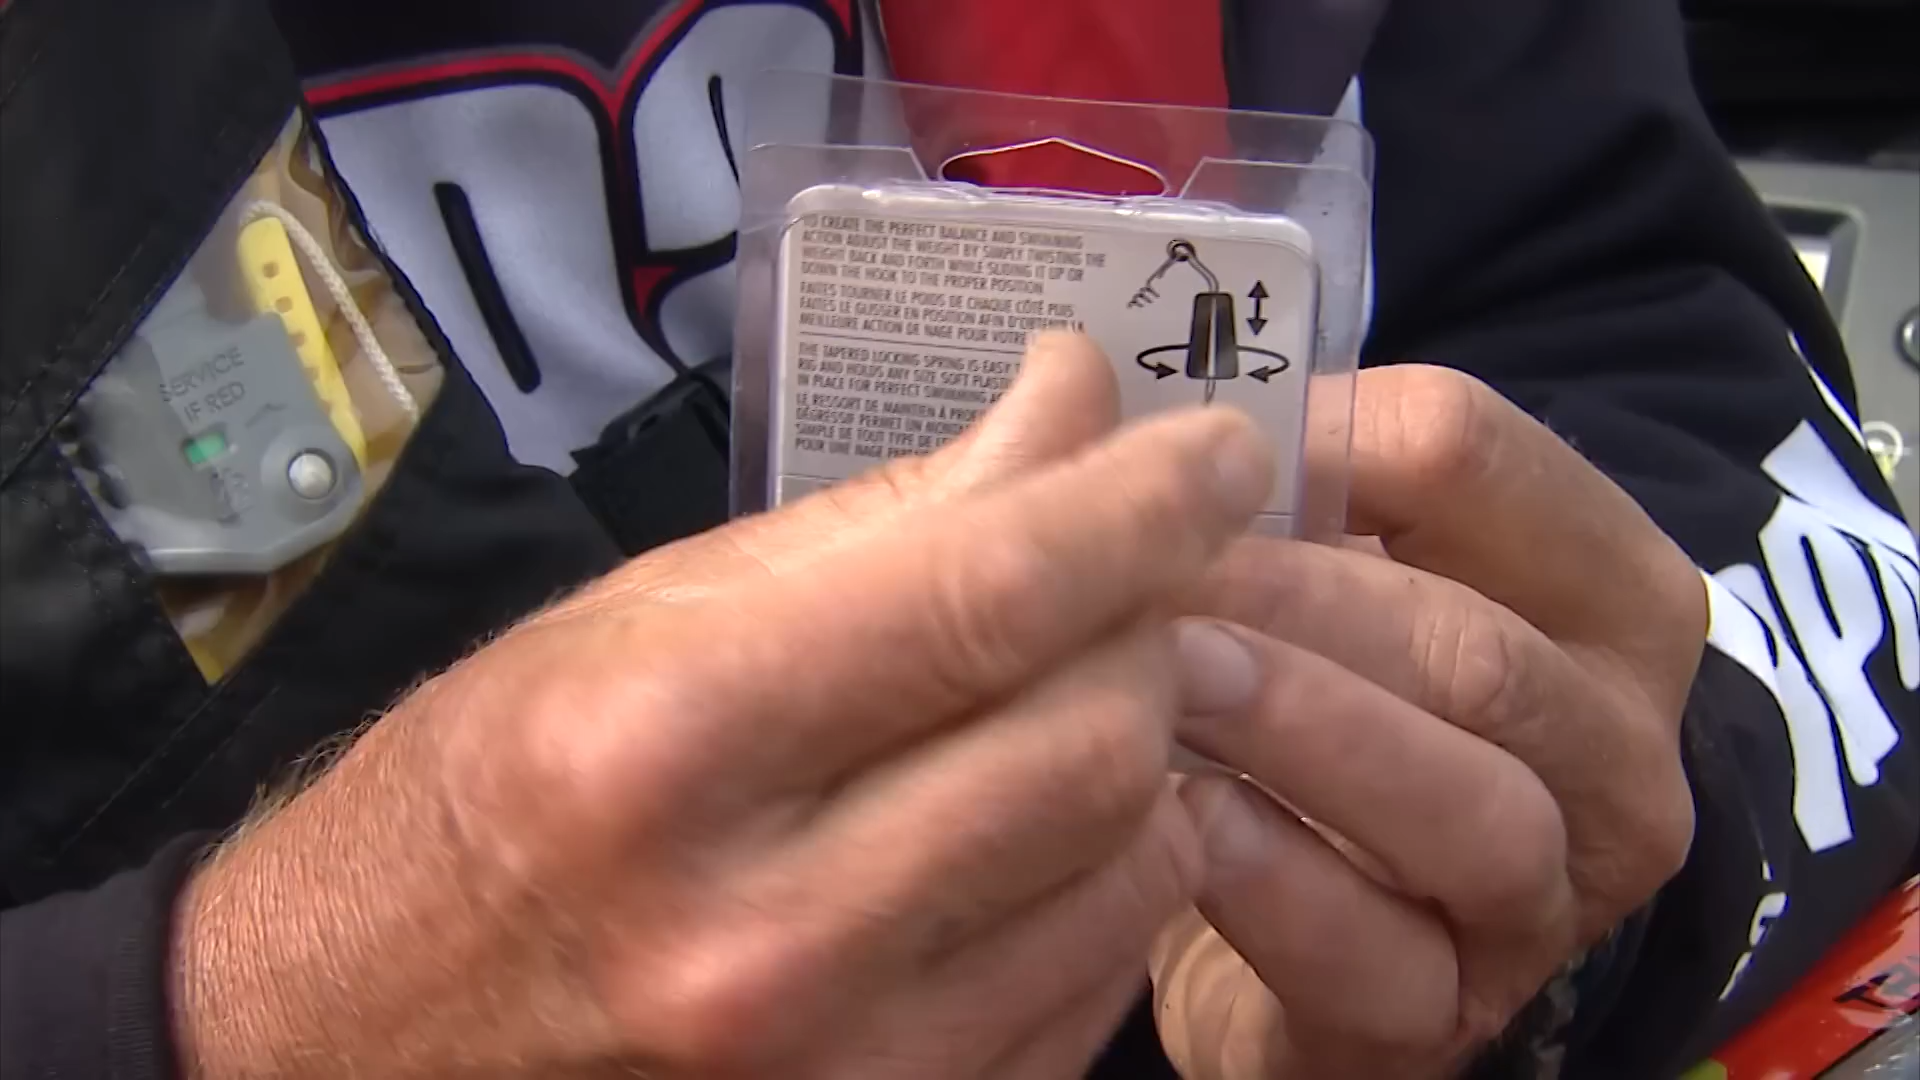 TO CREATE THE PERFECT BALANCE AND SWIMMING
ACTION ADJUST THE WEIGHT BY SIMPLY TWISTING THE
WEIGHT BACK AND FORTH WHILE SLIDING IT UP OR
DOWN THE HOOK TO THE PROPER POSITION
FAITES TOURNER LE POIDS DE CHAQUE CÔTÉ PLUS
FAITES LE GLISSER EN POSITION AFIN D'OBTENIR LA
MEILLEURE ACTION DE NAGE POUR VOTRE
THE TAPERED LOCKING SPRING IS EASY
RIG AND HOLDS ANY SIZE SOFT PLASTIC
IN PLACE FOR PERFECT SWIMMING
LE RESSORT DE MAINTIEN À
DÉGRESSIF PERMET UN
SIMPLE DE TOUT TYPE DE
POUR UNE NAGE
SERVICE
IF RED